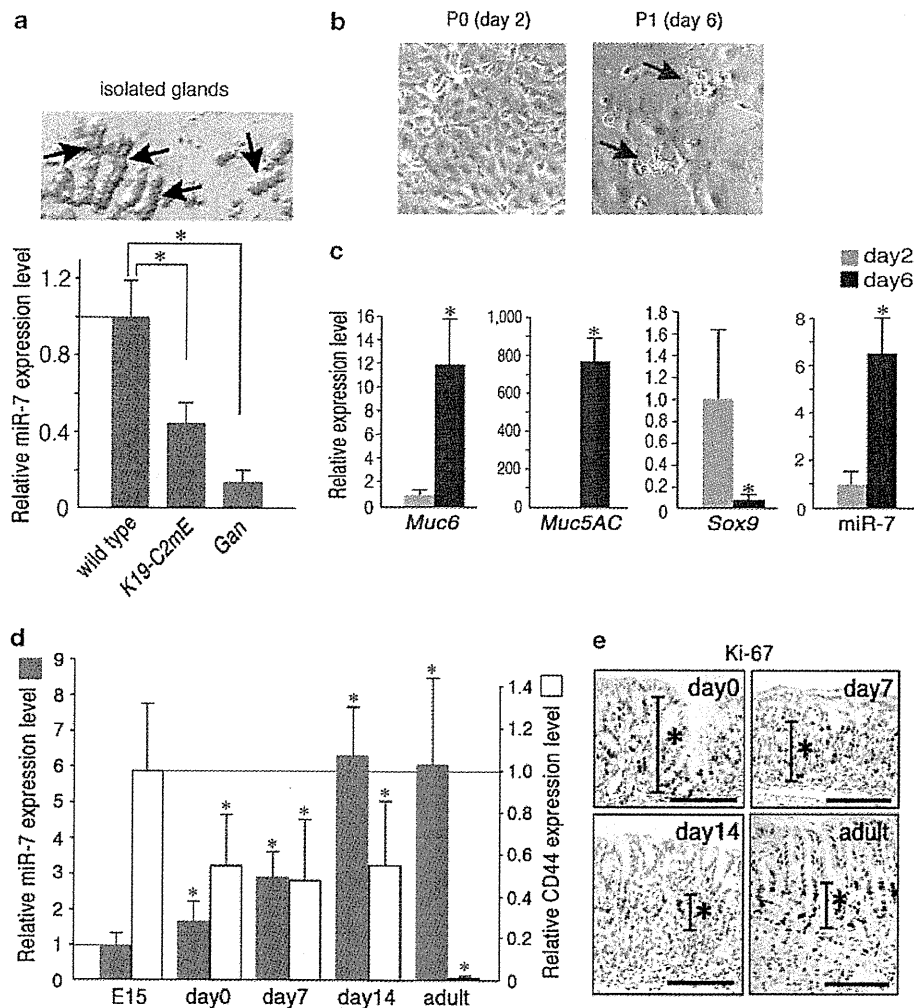 a
isolated glands
*
*
Relative miR-7 expression level
1.2
0.8
0.4
0
wild type
K19-C2mE
Gan
b
P0 (day 2)
P1 (day 6)
c
day2
day6
Relative expression level
16
14
12
10
8
6
4
2
0
*
Muc6
1,000
800
600
400
200
0
*
Muc5AC
1.8
1.6
1.4
1.2
1.0
0.8
0.6
0.4
0.2
0
*
Sox9
8
6
4
2
0
*
miR-7
d
Relative miR-7 expression level
9
8
7
6
5
4
3
2
1
0
* * * * * * * *
1.4
1.2
1.0
0.8
0.6
0.4
0.2
0
Relative CD44 expression level
E15 day0 day7 day14 adult
e
Ki-67
day0
*
day7
*
day14
*
adult
*